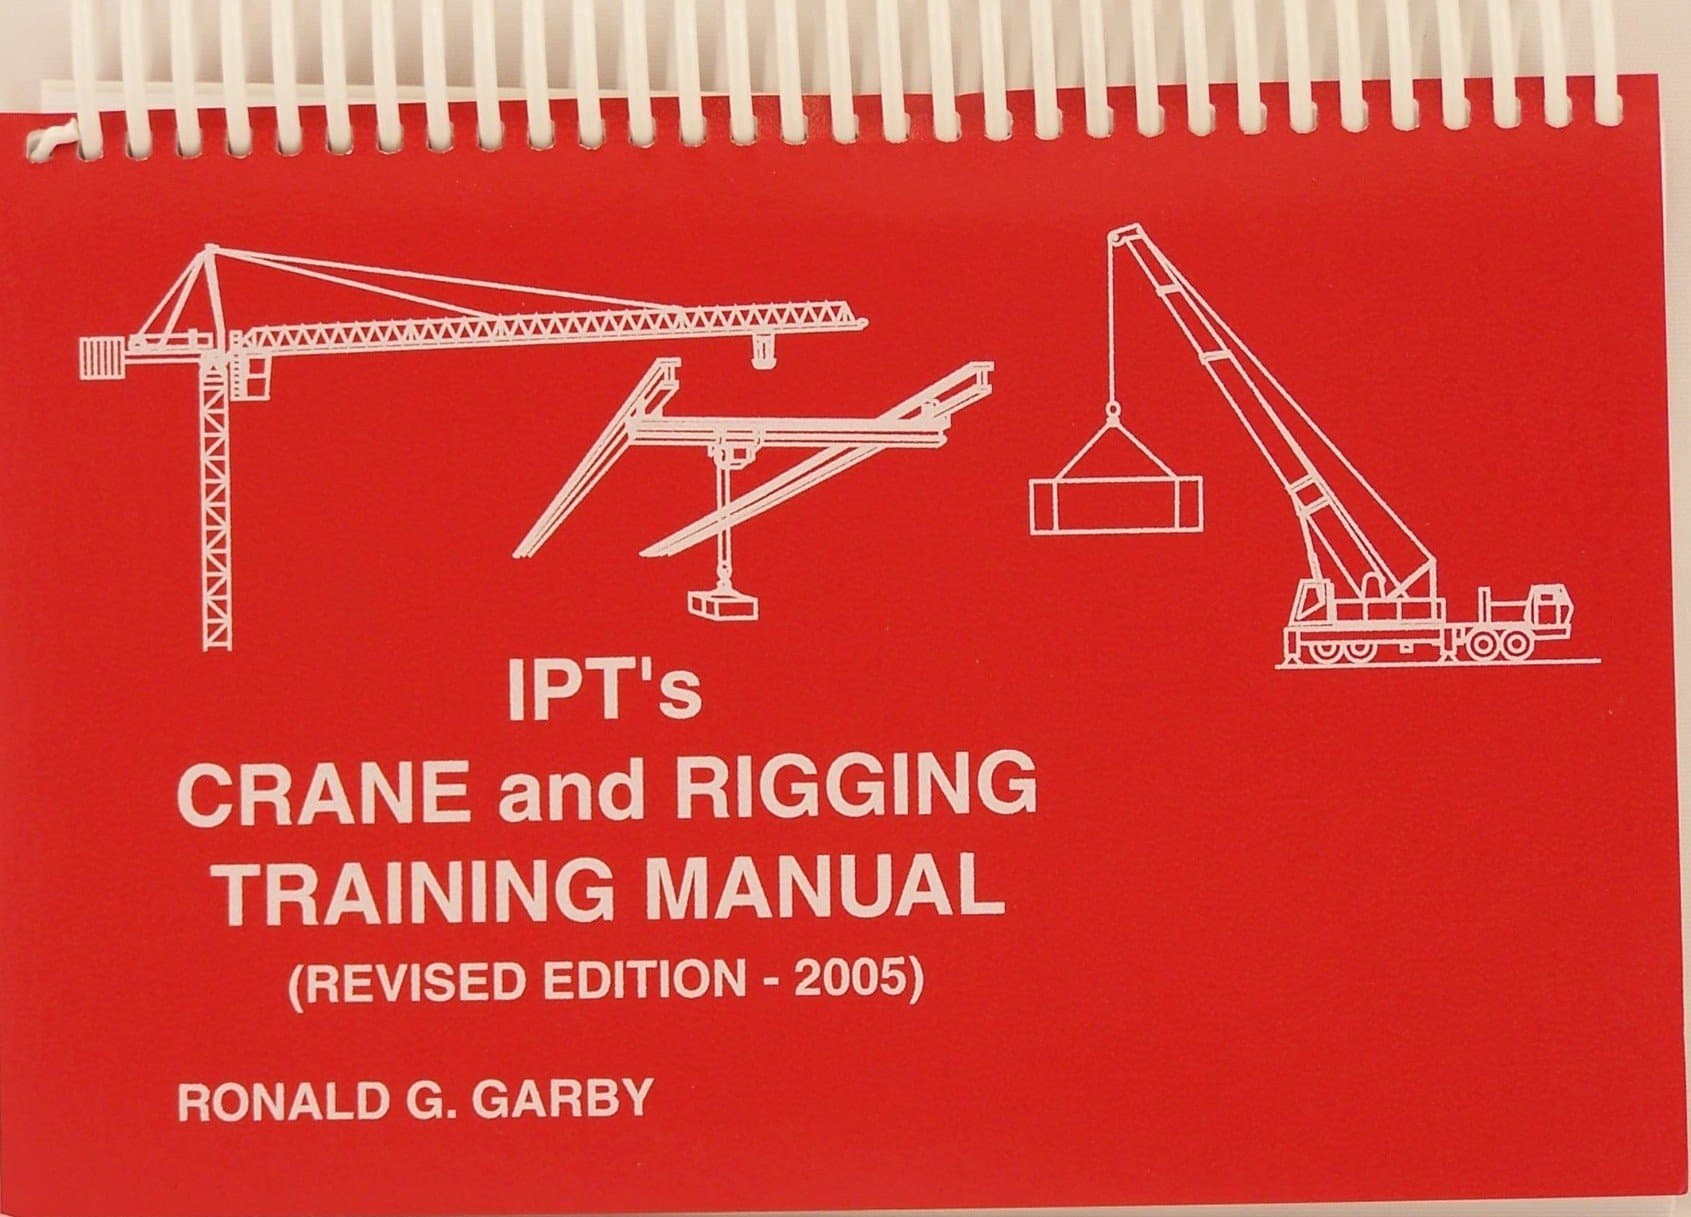 IPT's
CRANE and RIGGING
TRAINING MANUAL
(REVISED EDITION - 2005)
RONALD G. GARBY